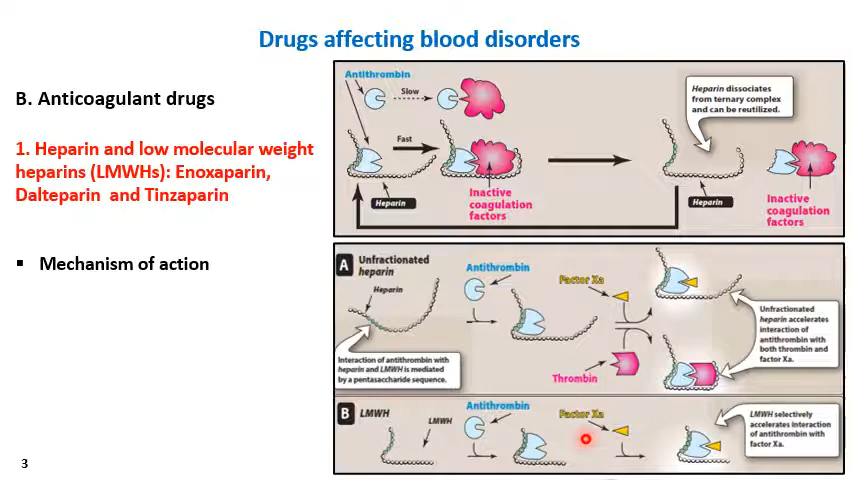 Drugs affecting blood disorders
B. Anticoagulant drugs
1. Heparin and low molecular weight
heparins (LMWHs): Enoxaparin,
Dalteparin and Tinzaparin
▪ Mechanism of action
3
Antithrombin
Slow
Fast
Heparin
Inactive
coagulation
factors
Heparin dissociates
from ternary complex
and can be reutilized.
Heparin
Inactive
coagulation
factors
A
Unfractionated
heparin
Heparin
Interaction of antithrombin with
heparin and LMWH is mediated
by a pentasaccharide sequence.
Antithrombin
Factor Xa
Thrombin
Unfractionated
heparin accelerates
interaction of
antithrombin with
both thrombin and
factor Xa.
B
LMWH
LMWH
Antithrombin
Factor Xa
LMWH selectively
accelerates interaction
of antithrombin with
factor Xa.